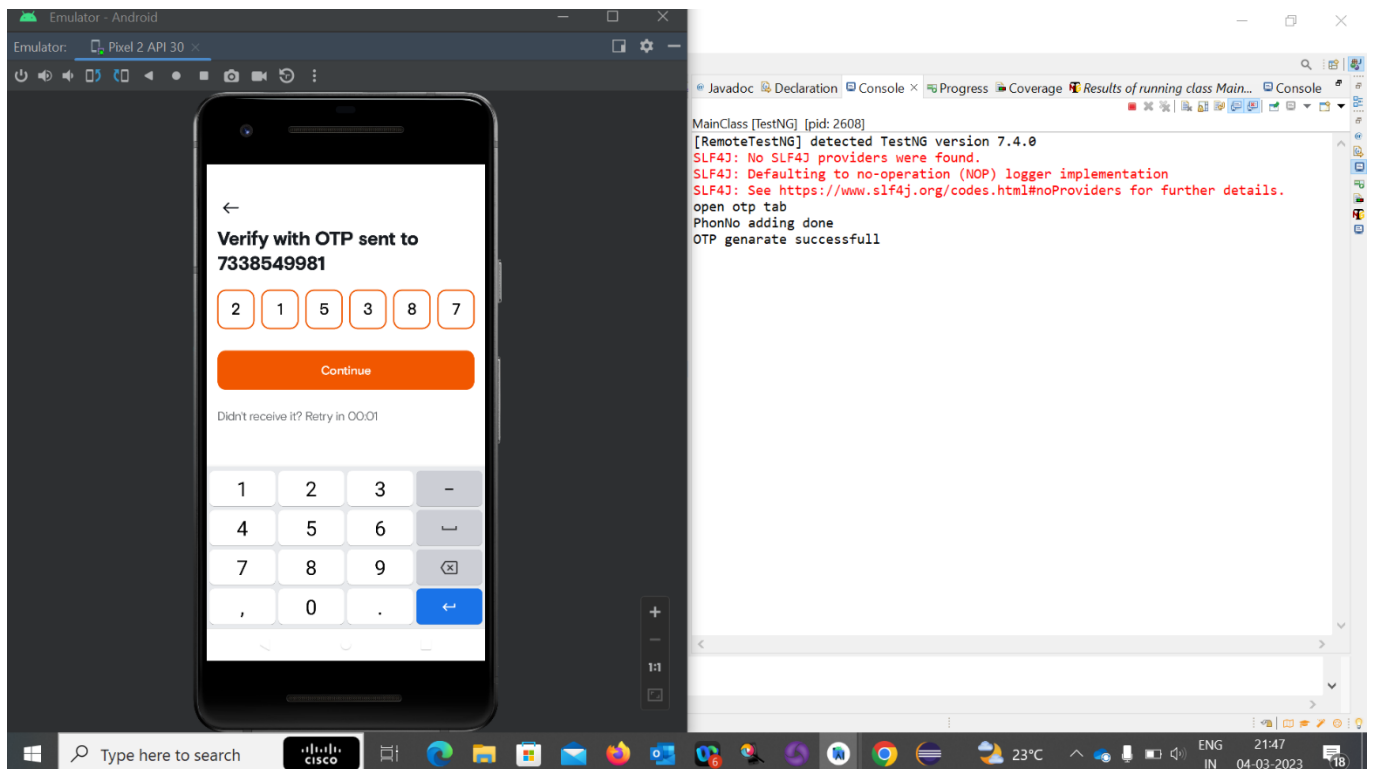 Emulator - Android
Emulator: Pixel 2 API 30
Verify with OTP sent to
7338549981
2 1 5 3 8 7
Continue
Didn't receive it? Retry in 00:01
1 2 3 –
4 5 6
7 8 9
, 0 .
1:1
@ Javadoc Declaration Console Progress Coverage Results of running class Main... Console
MainClass [TestNG] [pid: 2608]
[RemoteTestNG] detected TestNG version 7.4.0
SLF4J: No SLF4J providers were found.
SLF4J: Defaulting to no-operation (NOP) logger implementation
SLF4J: See https://www.slf4j.org/codes.html#noProviders for further details.
open otp tab
PhonNo adding done
OTP genarate successfull
Type here to search
CISCO
6
23°C
ENG
IN
21:47
04-03-2023
18